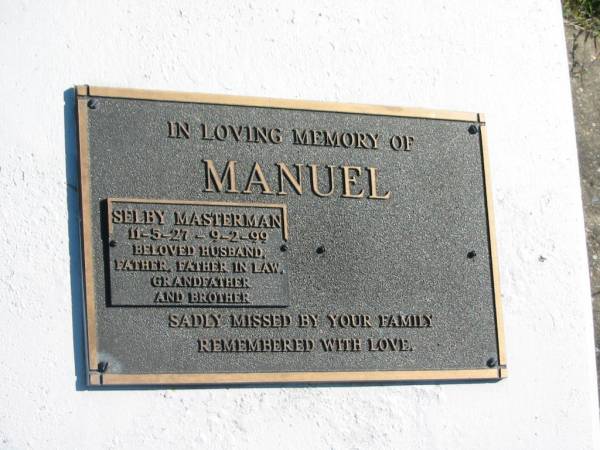 IN LOVING MEMORY OF
MANUEL
SELBY MASTERMAN
11-5-27 - 9-2-99
BELOVED HUSBAND,
FATHER, FATHER IN LAW,
GRANDFATHER
AND BROTHER
SADLY MISSED BY YOUR FAMILY
REMEMBERED WITH LOVE.